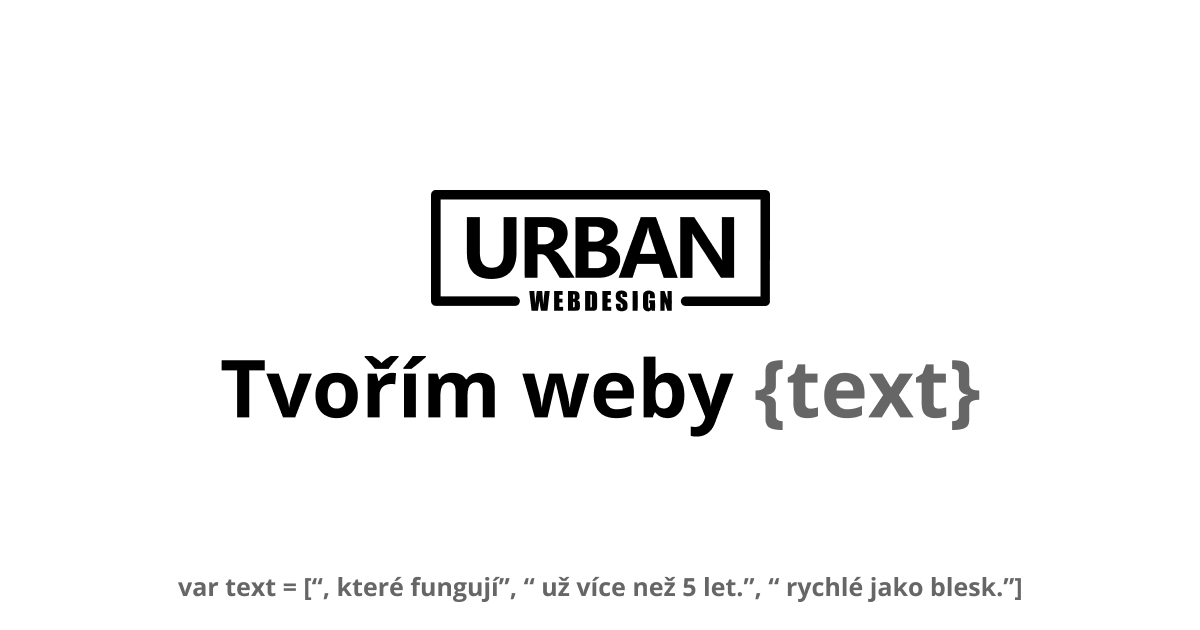 URBAN
WEBDESIGN
Tvořím weby {text}
var text = [“, které fungují”, “ už více než 5 let.”, “ rychlé jako blesk.”]